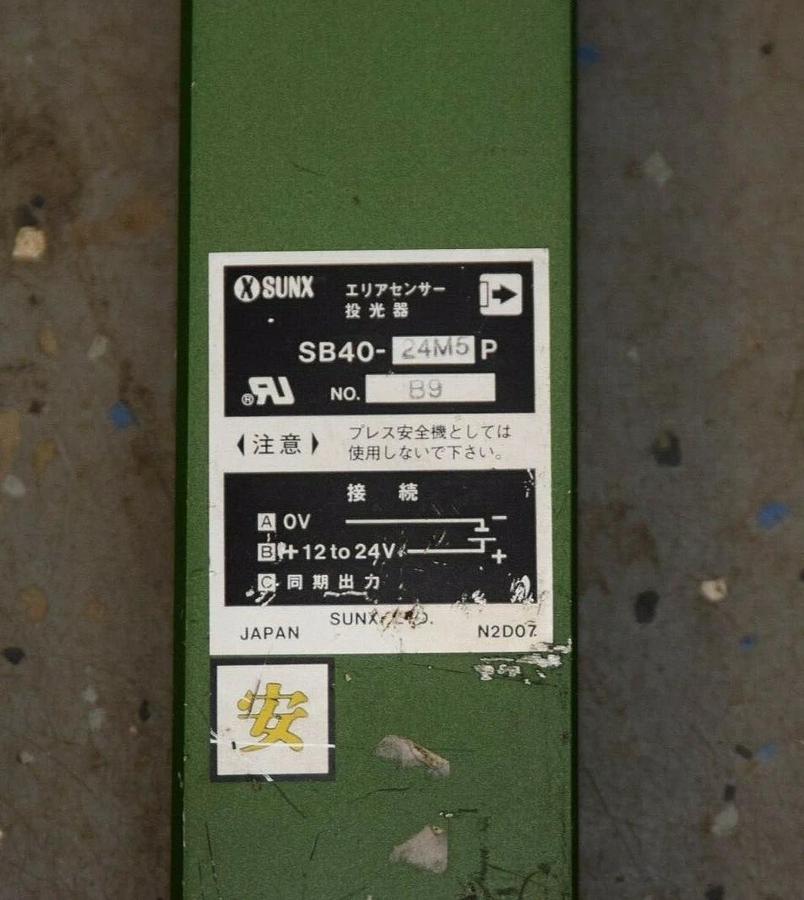 SUNX エリアセンサー
投光器
SB40-24M5P
NO. B9
注意 プレス安全機としては
使用しないで下さい。
接続
A 0V −
B + 12 to 24V +
C 同期出力
SUNX
JAPAN N2D07
安